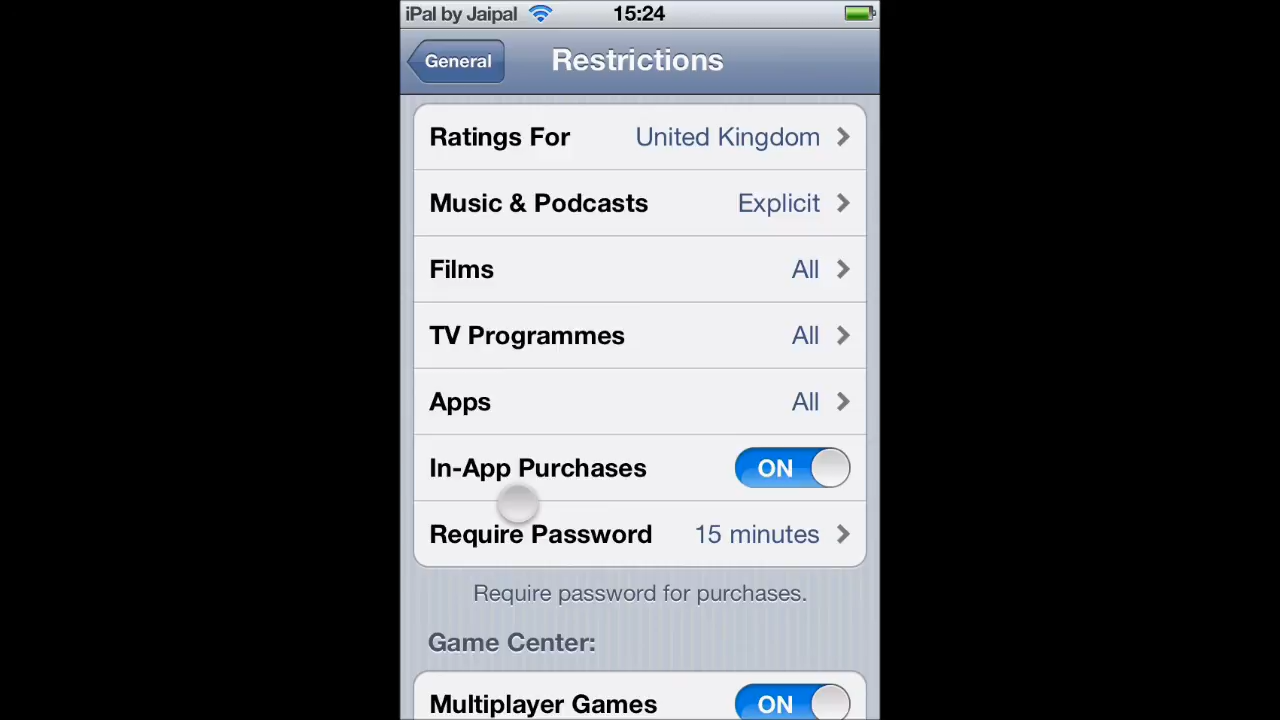 iPal by Jaipal 15:24
General Restrictions
Ratings For United Kingdom
Music & Podcasts Explicit
Films All
TV Programmes All
Apps All
In-App Purchases ON
Require Password 15 minutes
Require password for purchases.
Game Center:
Multiplayer Games ON